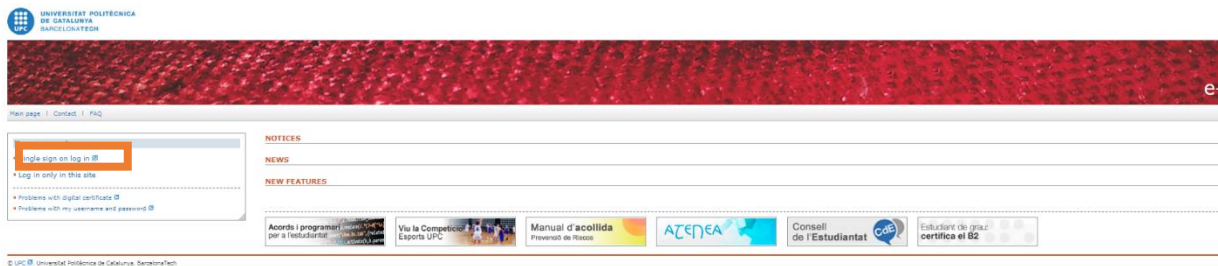 UNIVERSITAT POLITÈCNICA
DE CATALUNYA
BARCELONATECH
UPC
e-
Main page | Contact | FAQ
ingle sign on log in
Log in only in this site
Problems with digital certificate
Problems with my username and password
NOTICES
NEWS
NEW FEATURES
Acords i programari
per a l'estudiantat
Viu la Competició
Esports UPC
Manual d'acollida
Prevenció de Riscos
ATENEA
Consell
de l'Estudiantat
CdE
Estudiant de grau:
certifica el B2
© UPC. Universitat Politècnica de Catalunya. BarcelonaTech